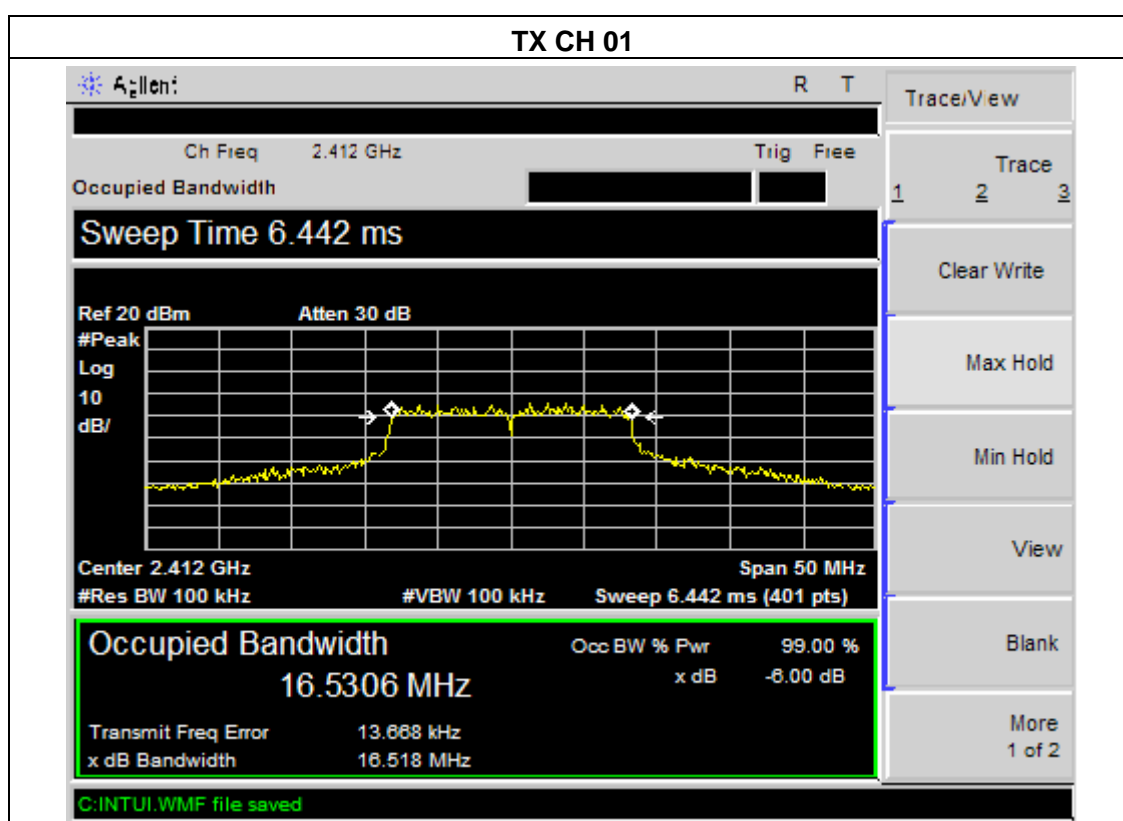 TX CH 01
Agilent R T
Trace/View
Ch Freq 2.412 GHz Trig Free
Occupied Bandwidth
Trace
1 2 3
Sweep Time 6.442 ms
Clear Write
Ref 20 dBm Atten 30 dB
#Peak
Log
10
dB/
Max Hold
Min Hold
View
Center 2.412 GHz Span 50 MHz
#Res BW 100 kHz #VBW 100 kHz Sweep 6.442 ms (401 pts)
Occupied Bandwidth Occ BW % Pwr 99.00 %
16.5306 MHz x dB -6.00 dB
Blank
Transmit Freq Error 13.668 kHz
x dB Bandwidth 16.518 MHz
More
1 of 2
C:INTUI.WMF file saved